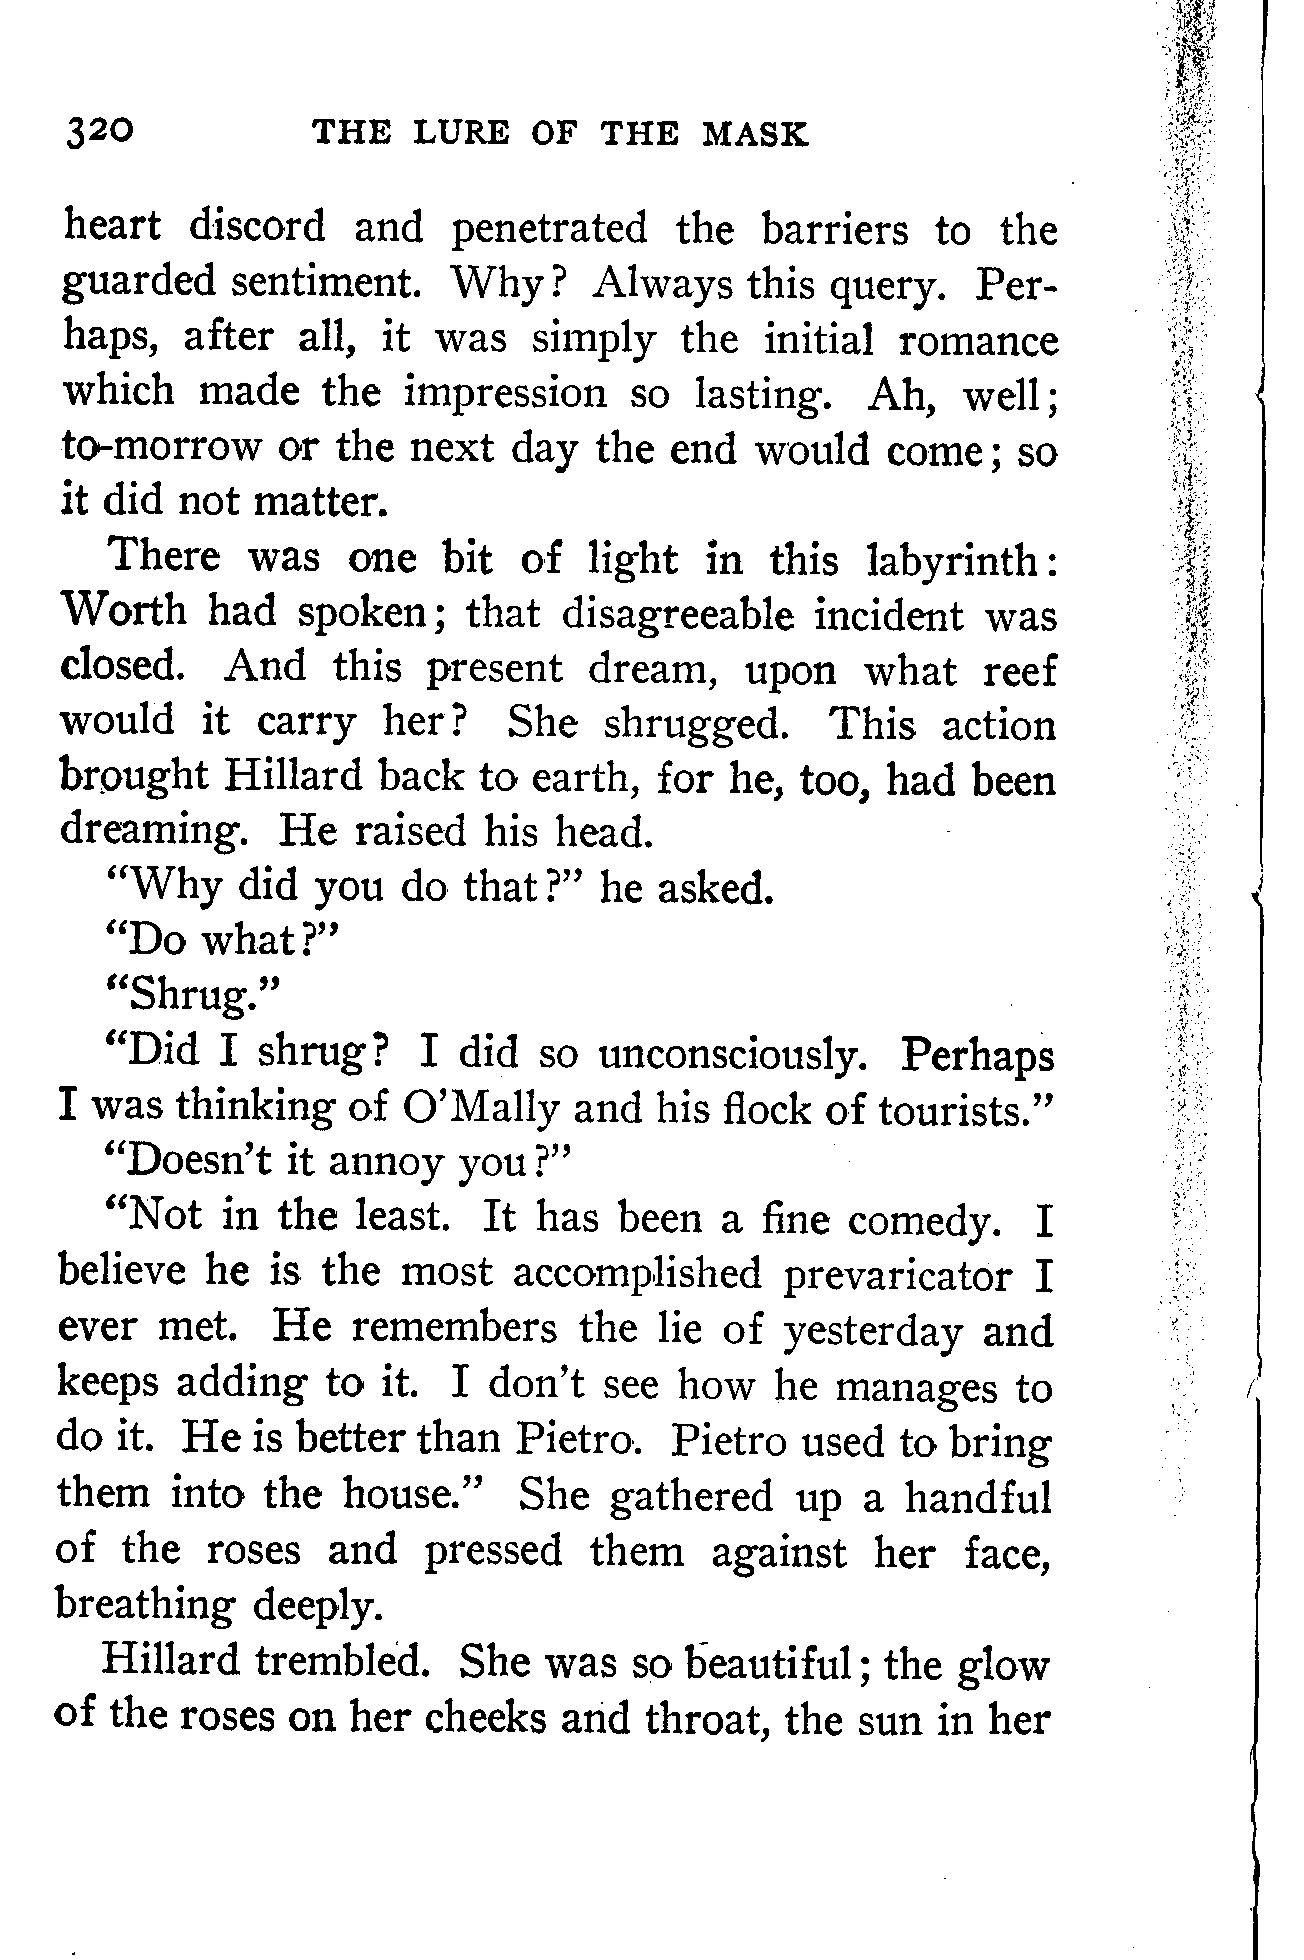 320 THE LURE OF THE MASK
heart discord and penetrated the barriers to the
guarded sentiment. Why? Always this query. Per-
haps, after all, it was simply the initial romance
which made the impression so lasting. Ah, well;
to-morrow or the next day the end would come; so
it did not matter.
There was one bit of light in this labyrinth:
Worth had spoken; that disagreeable incident was
closed. And this present dream, upon what reef
would it carry her? She shrugged. This action
brought Hillard back to earth, for he, too, had been
dreaming. He raised his head.
“Why did you do that?” he asked.
“Do what?”
“Shrug.”
“Did I shrug? I did so unconsciously. Perhaps
I was thinking of O’Mally and his flock of tourists.”
“Doesn’t it annoy you?”
“Not in the least. It has been a fine comedy. I
believe he is the most accomplished prevaricator I
ever met. He remembers the lie of yesterday and
keeps adding to it. I don’t see how he manages to
do it. He is better than Pietro. Pietro used to bring
them into the house.” She gathered up a handful
of the roses and pressed them against her face,
breathing deeply.
Hillard trembled. She was so beautiful; the glow
of the roses on her cheeks and throat, the sun in her